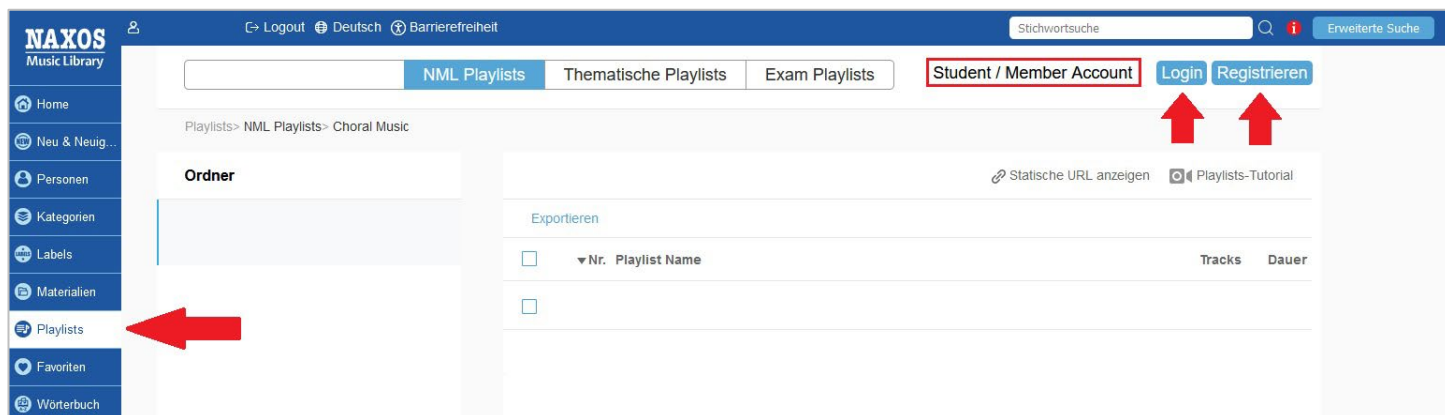 NAXOS
Music Library
Logout Deutsch Barrierefreiheit
Stichwortsuche
i
Erweiterte Suche
Home
Neu & Neuig...
Personen
Kategorien
Labels
Materialien
Playlists
Favoriten
Wörterbuch
NML Playlists Thematische Playlists Exam Playlists
Student / Member Account Login Registrieren
Playlists> NML Playlists> Choral Music
Ordner
Statische URL anzeigen Playlists-Tutorial
Exportieren
Nr. Playlist Name Tracks Dauer